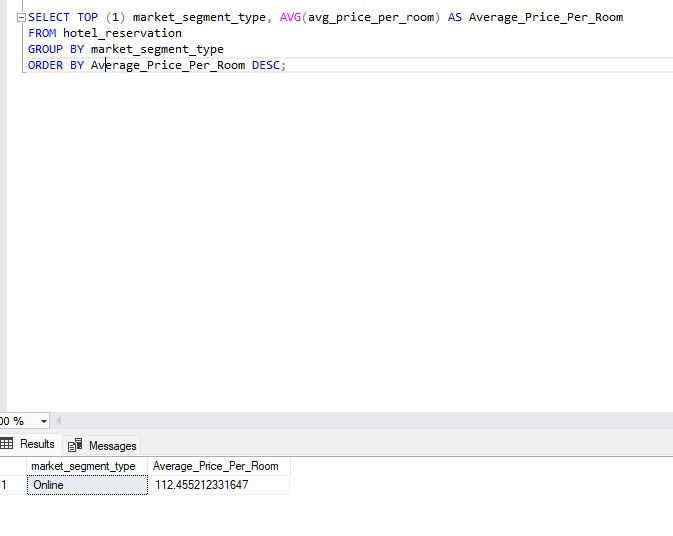 SELECT TOP (1) market_segment_type, AVG(avg_price_per_room) AS Average_Price_Per_Room
FROM hotel_reservation
GROUP BY market_segment_type
ORDER BY Average_Price_Per_Room DESC;
00 %
Results Messages
market_segment_type Average_Price_Per_Room
1 Online 112.455212331647